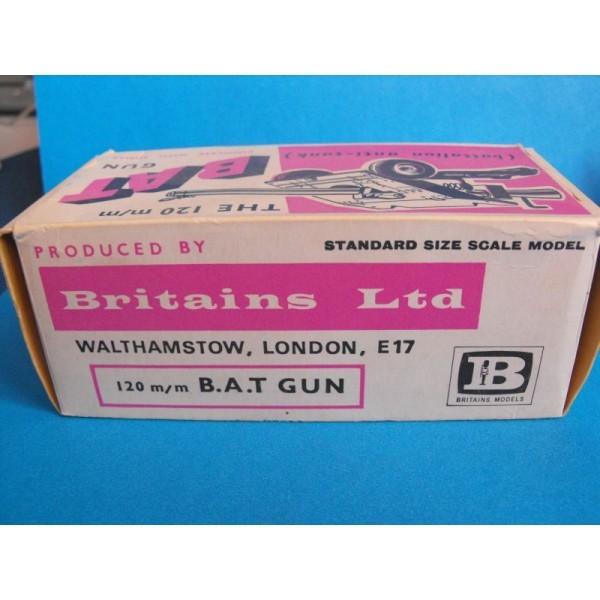 (battalion anti-tank)
THE 120 m/m
BAT
GUN
PRODUCED BY
STANDARD SIZE SCALE MODEL
Britains Ltd
WALTHAMSTOW, LONDON, E17
120 m/m B.A.T GUN
B
BRITAINS MODELS